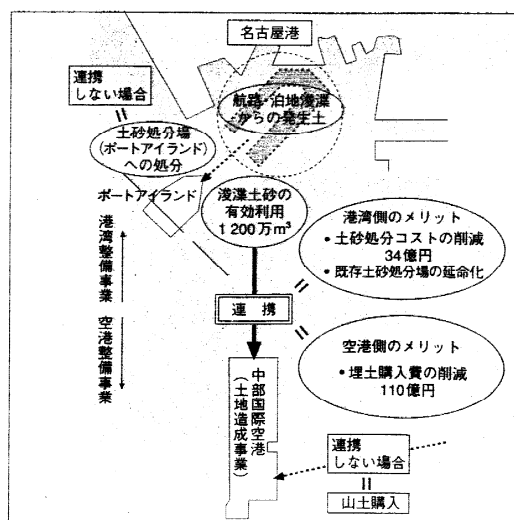 名古屋港
連携
しない場合
=
航路・泊地浚渫
からの発生土
土砂処分場
(ポートアイランド)
への処分
ポートアイランド
浚渫土砂の
有効利用
1 200万m³
港湾側のメリット
・土砂処分コストの削減
34億円
・既存土砂処分場の延命化
=
港湾整備事業
連 携
=
空港整備事業
空港側のメリット
・埋土購入費の削減
110億円
中部国際空港
(土地造成事業)
連携
しない場合
=
山土購入